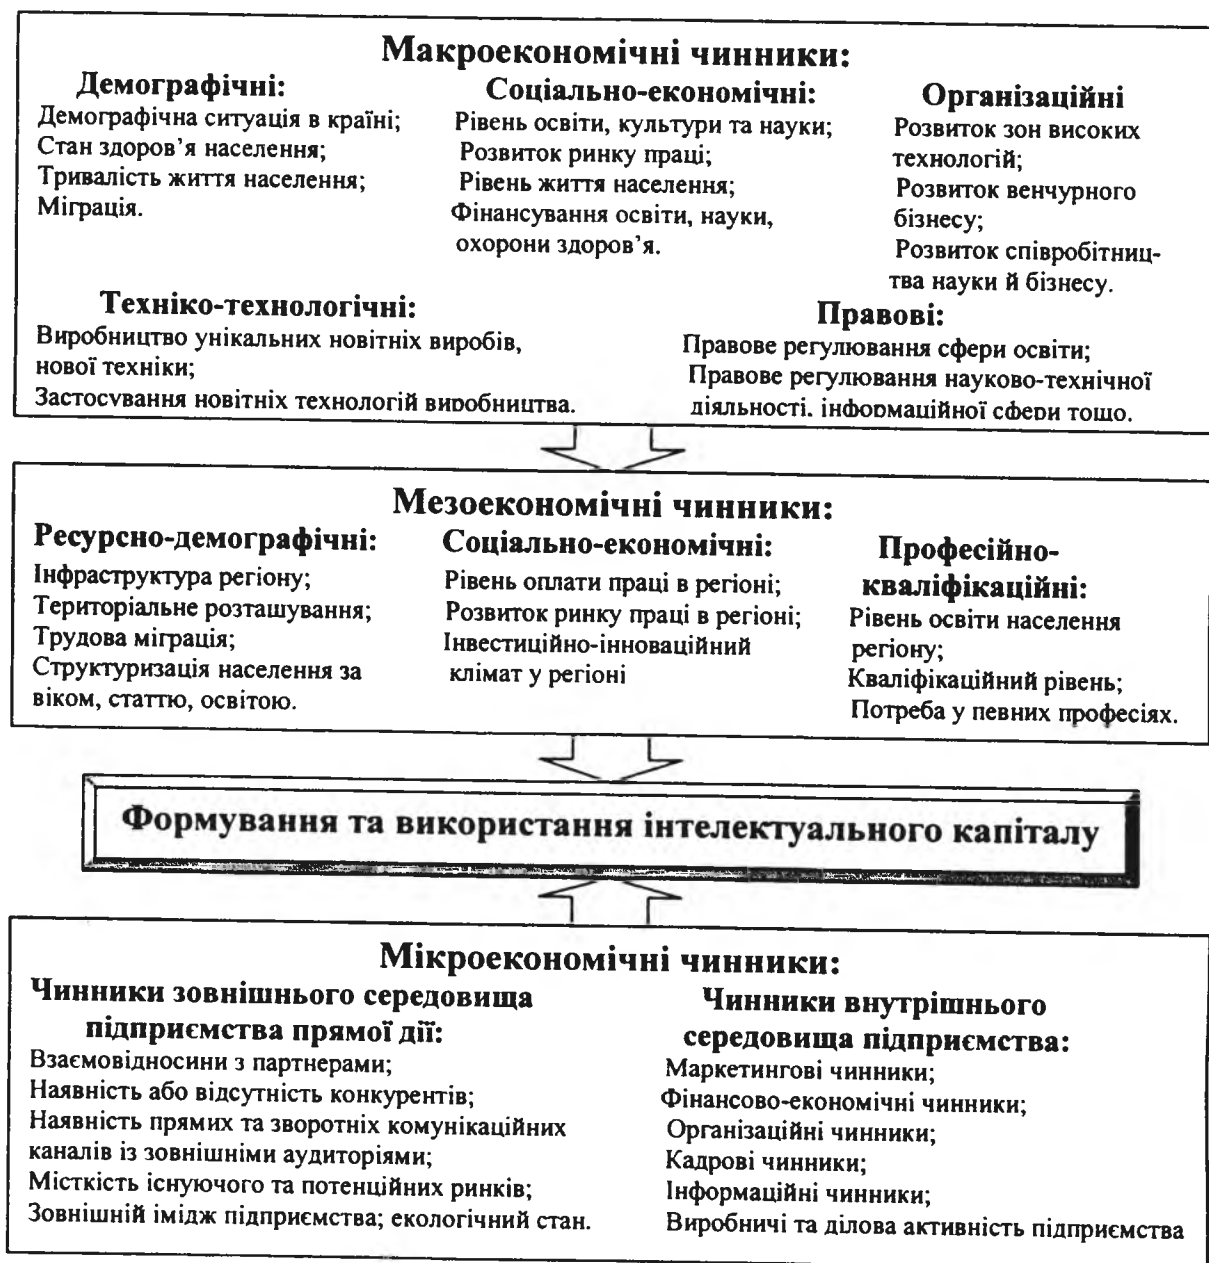 Макроекономічні чинники:
Демографічні:
Демографічна ситуація в країні;
Стан здоров’я населення;
Тривалість життя населення;
Міграція.
Соціально-економічні:
Рівень освіти, культури та науки;
Розвиток ринку праці;
Рівень життя населення;
Фінансування освіти, науки,
охорони здоров’я.
Організаційні
Розвиток зон високих
технологій;
Розвиток венчурного
бізнесу;
Розвиток співробітниц-
тва науки й бізнесу.
Техніко-технологічні:
Виробництво унікальних новітніх виробів,
нової техніки;
Застосування новітніх технологій виробництва.
Правові:
Правове регулювання сфери освіти;
Правове регулювання науково-технічної
діяльності, інформаційної сфери тощо.
Мезоекономічні чинники:
Ресурсно-демографічні:
Інфраструктура регіону;
Територіальне розташування;
Трудова міграція;
Структуризація населення за
віком, статтю, освітою.
Соціально-економічні:
Рівень оплати праці в регіоні;
Розвиток ринку праці в регіоні;
Інвестиційно-інноваційний
клімат у регіоні
Професійно-
кваліфікаційні:
Рівень освіти населення
регіону;
Кваліфікаційний рівень;
Потреба у певних професіях.
Формування та використання інтелектуального капіталу
Мікроекономічні чинники:
Чинники зовнішнього середовища
підприємства прямої дії:
Взаємовідносини з партнерами;
Наявність або відсутність конкурентів;
Наявність прямих та зворотніх комунікаційних
каналів із зовнішніми аудиторіями;
Місткість існуючого та потенційних ринків;
Зовнішній імідж підприємства; екологічний стан.
Чинники внутрішнього
середовища підприємства:
Маркетингові чинники;
Фінансово-економічні чинники;
Організаційні чинники;
Кадрові чинники;
Інформаційні чинники;
Виробничі та ділова активність підприємства